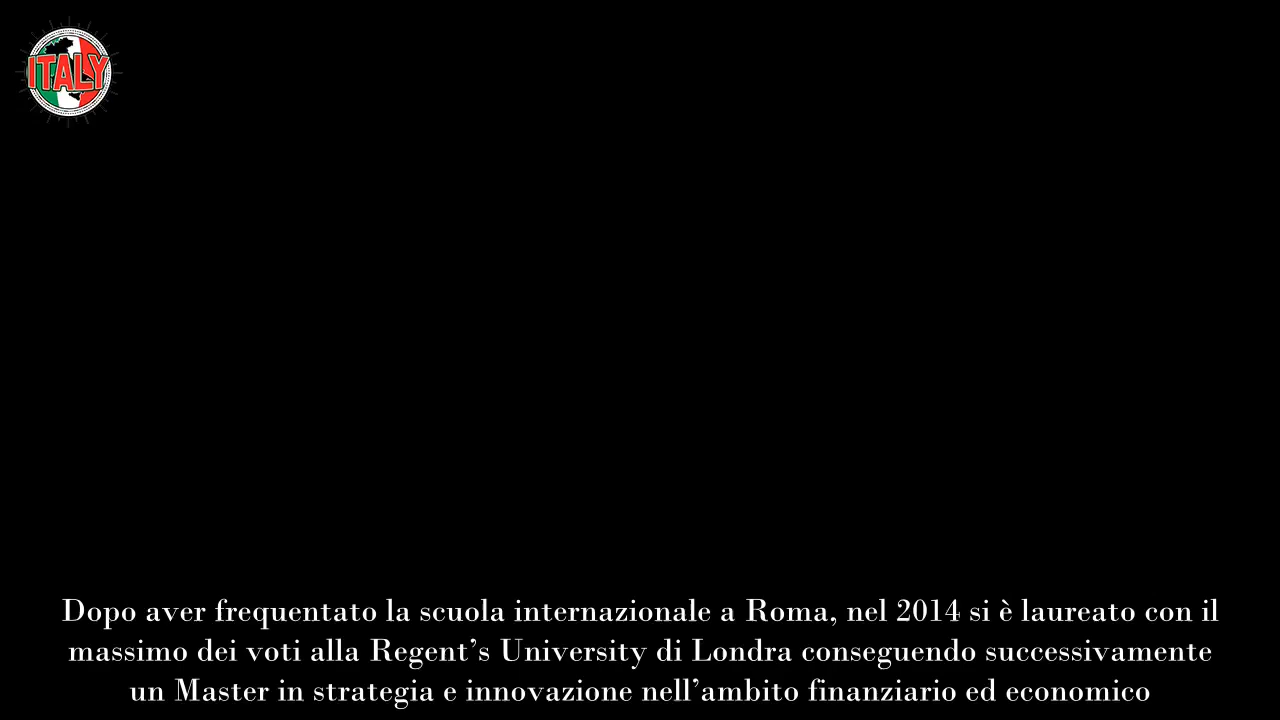 ITALY
Dopo aver frequentato la scuola internazionale a Roma, nel 2014 si è laureato con il
massimo dei voti alla Regent’s University di Londra conseguendo successivamente
un Master in strategia e innovazione nell’ambito finanziario ed economico